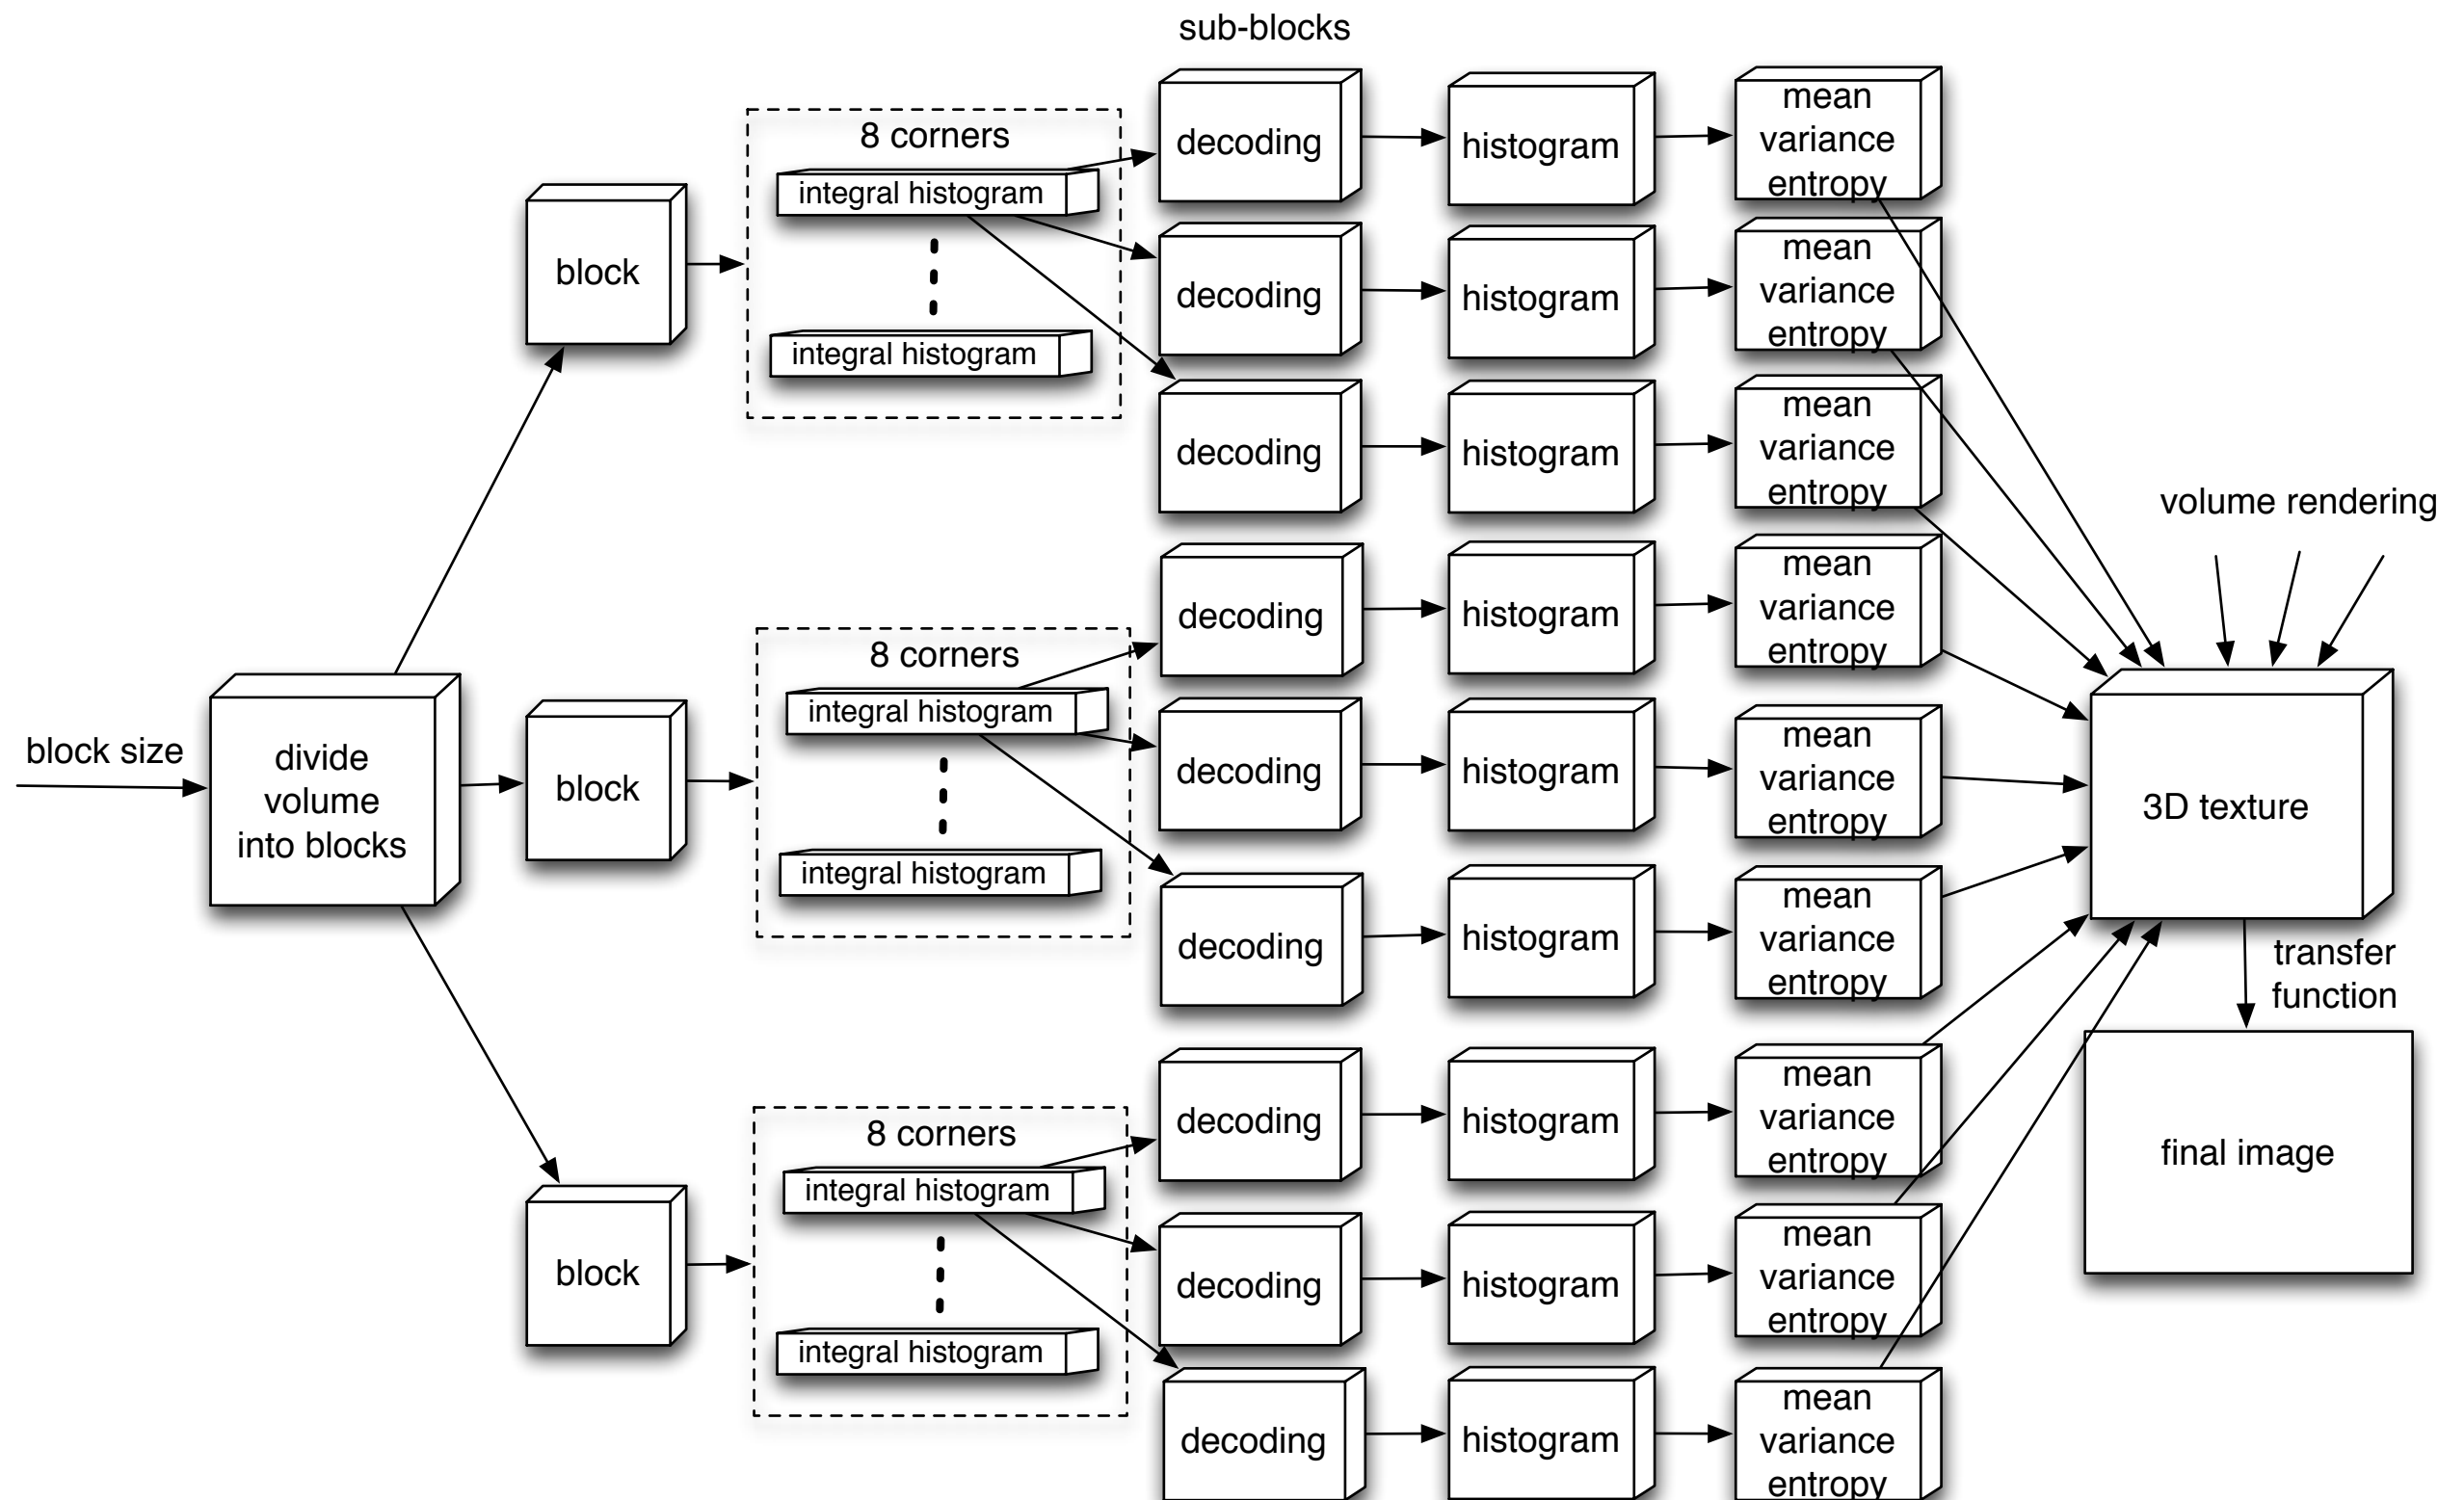 sub-blocks
8 corners
integral histogram
integral histogram
block
decoding
histogram
mean
variance
entropy
decoding
histogram
mean
variance
entropy
decoding
histogram
mean
variance
entropy
block size
divide
volume
into blocks
block
8 corners
integral histogram
integral histogram
decoding
histogram
mean
variance
entropy
decoding
histogram
mean
variance
entropy
decoding
histogram
mean
variance
entropy
block
8 corners
integral histogram
integral histogram
decoding
histogram
mean
variance
entropy
decoding
histogram
mean
variance
entropy
decoding
histogram
mean
variance
entropy
volume rendering
3D texture
transfer
function
final image